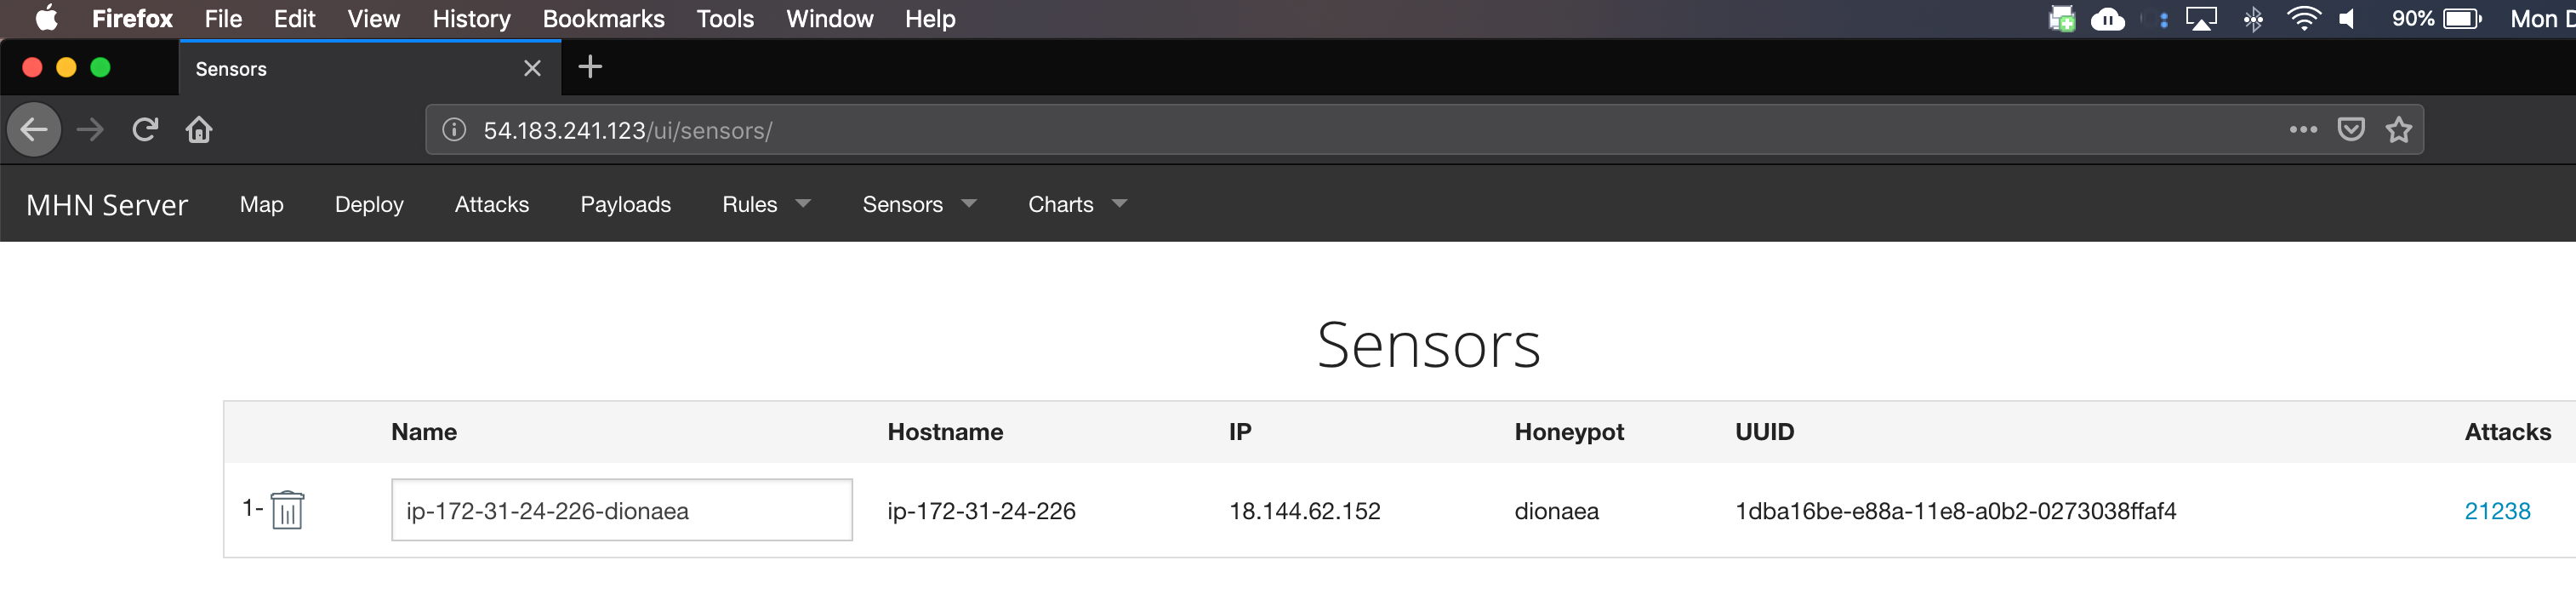 Firefox File Edit View History Bookmarks Tools Window Help 90% Mon D
Sensors
54.183.241.123/ui/sensors/
MHN Server Map Deploy Attacks Payloads Rules Sensors Charts
Sensors
Name Hostname IP Honeypot UUID Attacks
1- ip-172-31-24-226-dionaea ip-172-31-24-226 18.144.62.152 dionaea 1dba16be-e88a-11e8-a0b2-0273038ffaf4 21238